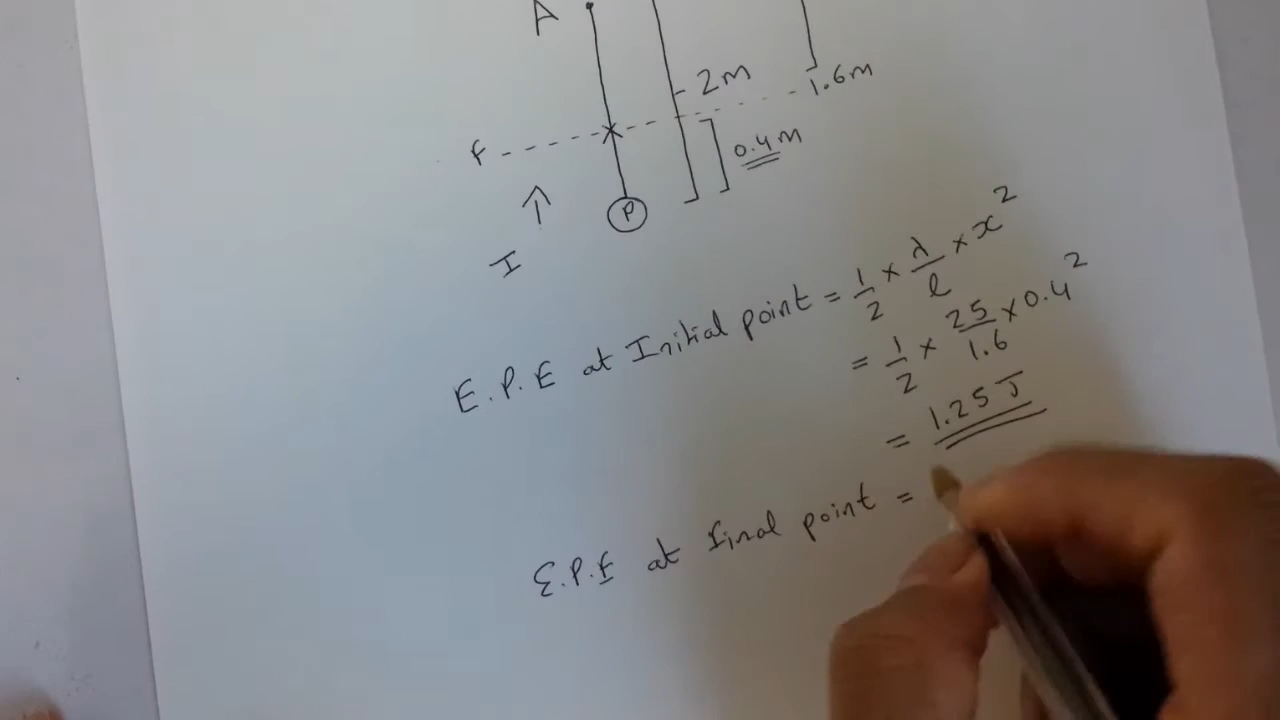 A
2m
1.6m
f
0.4m
P
I
E.P.E at Initial point = 1/2 × λ/l × x²
= 1/2 × 25/1.6 × 0.4²
= 1.25 J
E.P.E at final point =